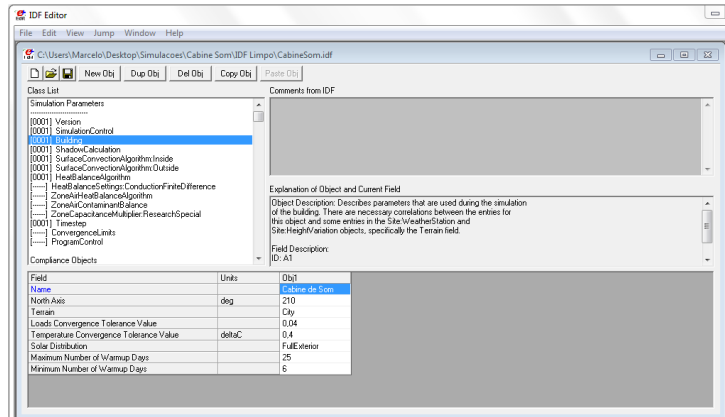 IDF Editor
File Edit View Jump Window Help
C:\Users\Marcelo\Desktop\Simulacoes\Cabine Som\IDF Limpo\CabineSom.idf
New Obj Dup Obj Del Obj Copy Obj Paste Obj
Class List
Comments from IDF
Simulation Parameters
------------------------
[0001] Version
[0001] SimulationControl
[0001] Building
[0001] ShadowCalculation
[0001] SurfaceConvectionAlgorithm:Inside
[0001] SurfaceConvectionAlgorithm:Outside
[0001] HeatBalanceAlgorithm
[------] HeatBalanceSettings:ConductionFiniteDifference
[------] ZoneAirHeatBalanceAlgorithm
[------] ZoneAirContaminantBalance
[------] ZoneCapacitanceMultiplier:ResearchSpecial
[0001] Timestep
[------] ConvergenceLimits
[------] ProgramControl
Compliance Objects
Explanation of Object and Current Field
Object Description: Describes parameters that are used during the simulation
of the building. There are necessary correlations between the entries for
this object and some entries in the Site:WeatherStation and
Site:HeightVariation objects, specifically the Terrain field.
Field Description:
ID: A1
Field Units Obj1
Name Cabine de Som
North Axis deg 210
Terrain City
Loads Convergence Tolerance Value 0,04
Temperature Convergence Tolerance Value deltaC 0,4
Solar Distribution FullExterior
Maximum Number of Warmup Days 25
Minimum Number of Warmup Days 6